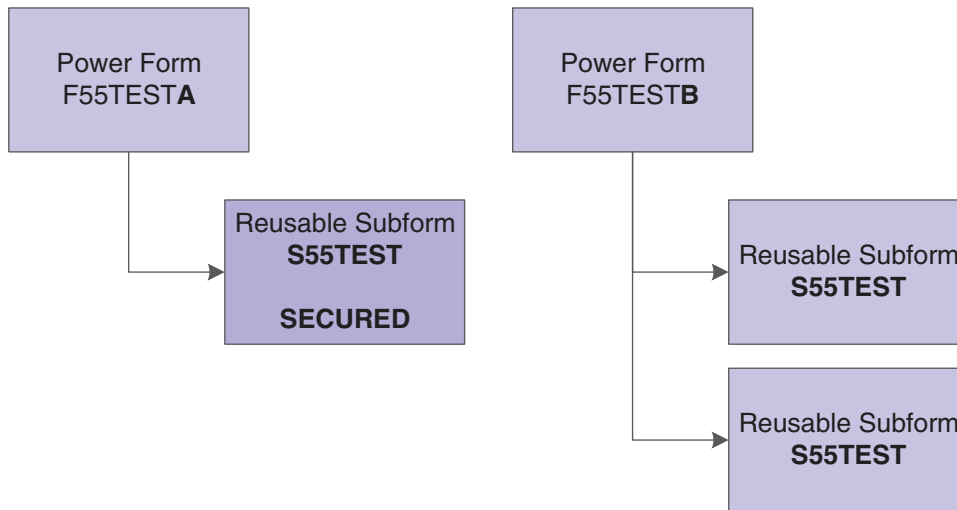 Power Form
F55TESTA
Reusable Subform
S55TEST
SECURED
Power Form
F55TESTB
Reusable Subform
S55TEST
Reusable Subform
S55TEST